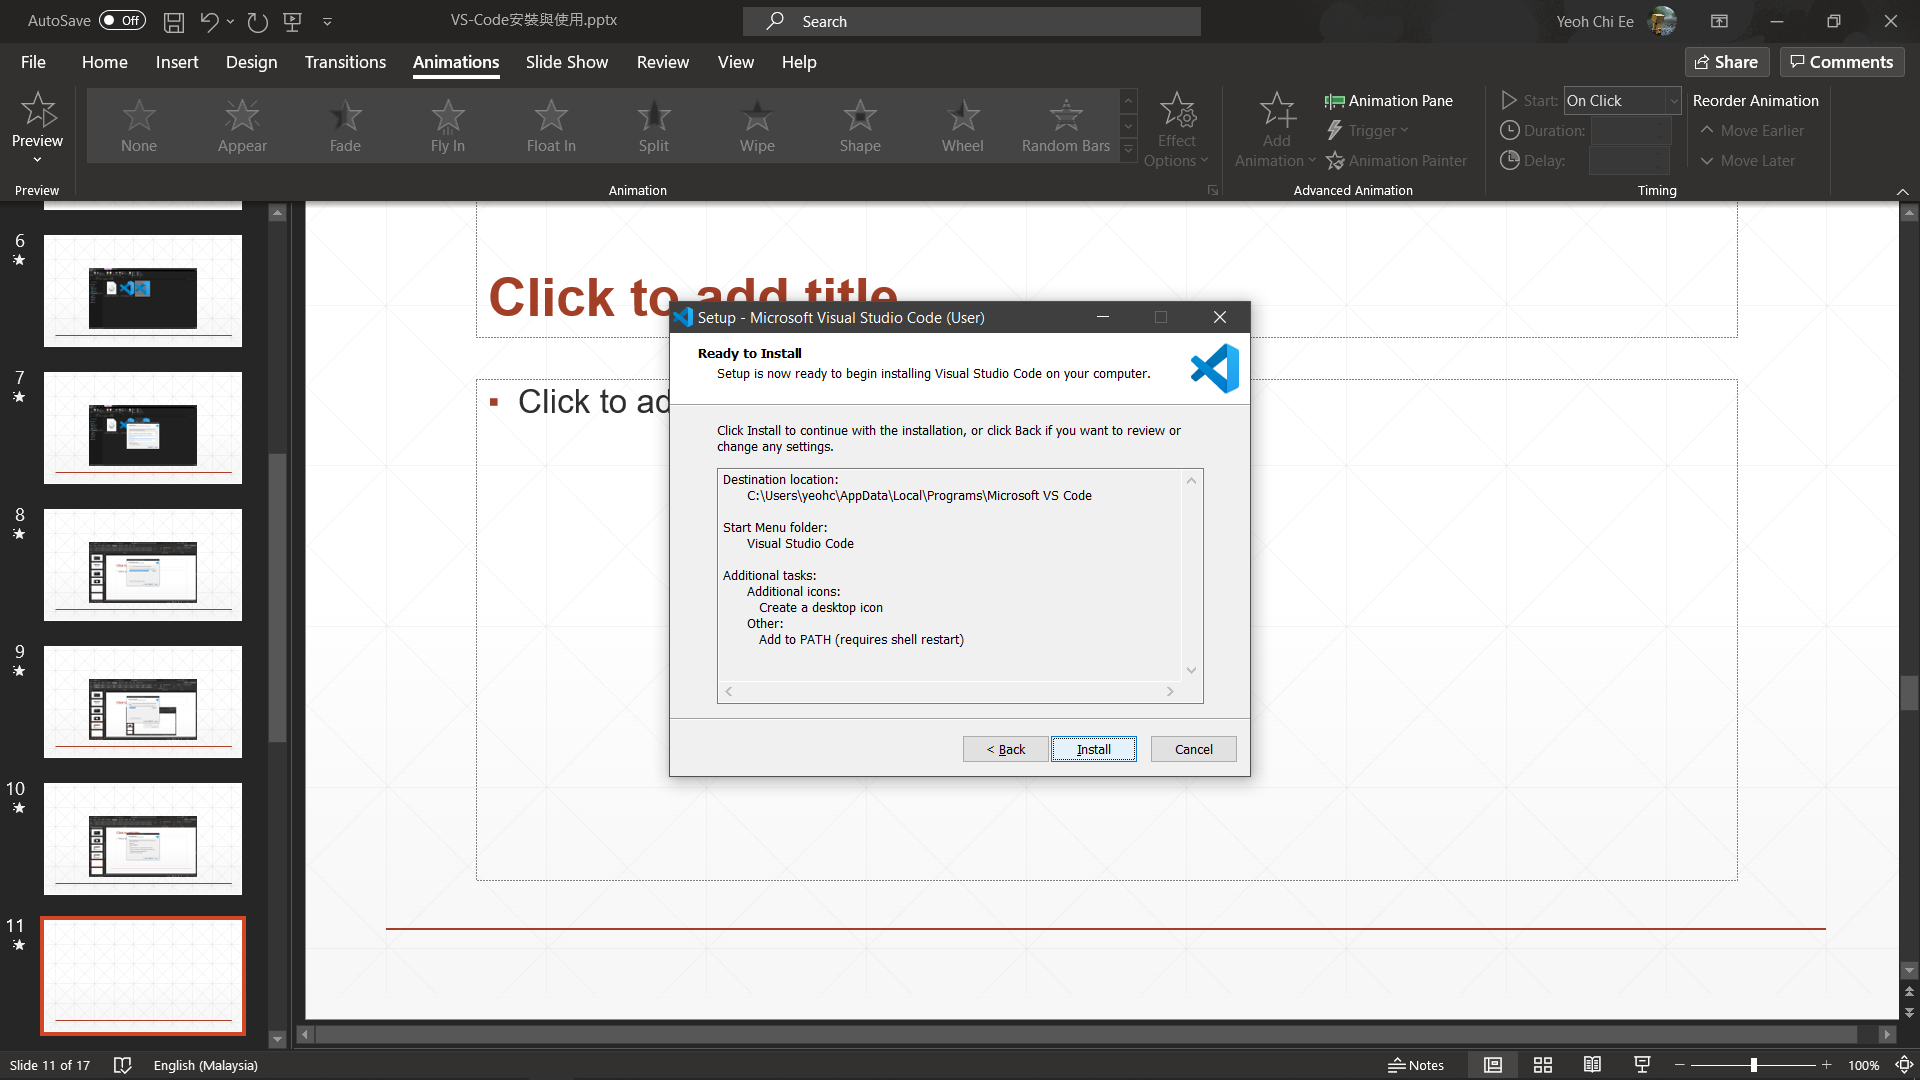 AutoSave Off
VS-Code安裝與使用.pptx
Search
Yeoh Chi Ee
File Home Insert Design Transitions Animations Slide Show Review View Help
Share Comments
Preview
None Appear Fade Fly In Float In Split Wipe Shape Wheel Random Bars
Effect Options
Add Animation
Animation Pane
Trigger
Animation Painter
Start: On Click
Duration:
Delay:
Reorder Animation
Move Earlier
Move Later
Preview
Animation
Advanced Animation
Timing
6
7
8
9
10
11
Click to add title
Click to ad
Setup - Microsoft Visual Studio Code (User)
Ready to Install
Setup is now ready to begin installing Visual Studio Code on your computer.
Click Install to continue with the installation, or click Back if you want to review or
change any settings.
Destination location:
C:\Users\yeohc\AppData\Local\Programs\Microsoft VS Code
Start Menu folder:
Visual Studio Code
Additional tasks:
Additional icons:
Create a desktop icon
Other:
Add to PATH (requires shell restart)
< Back Install Cancel
Slide 11 of 17 English (Malaysia) Notes 100%